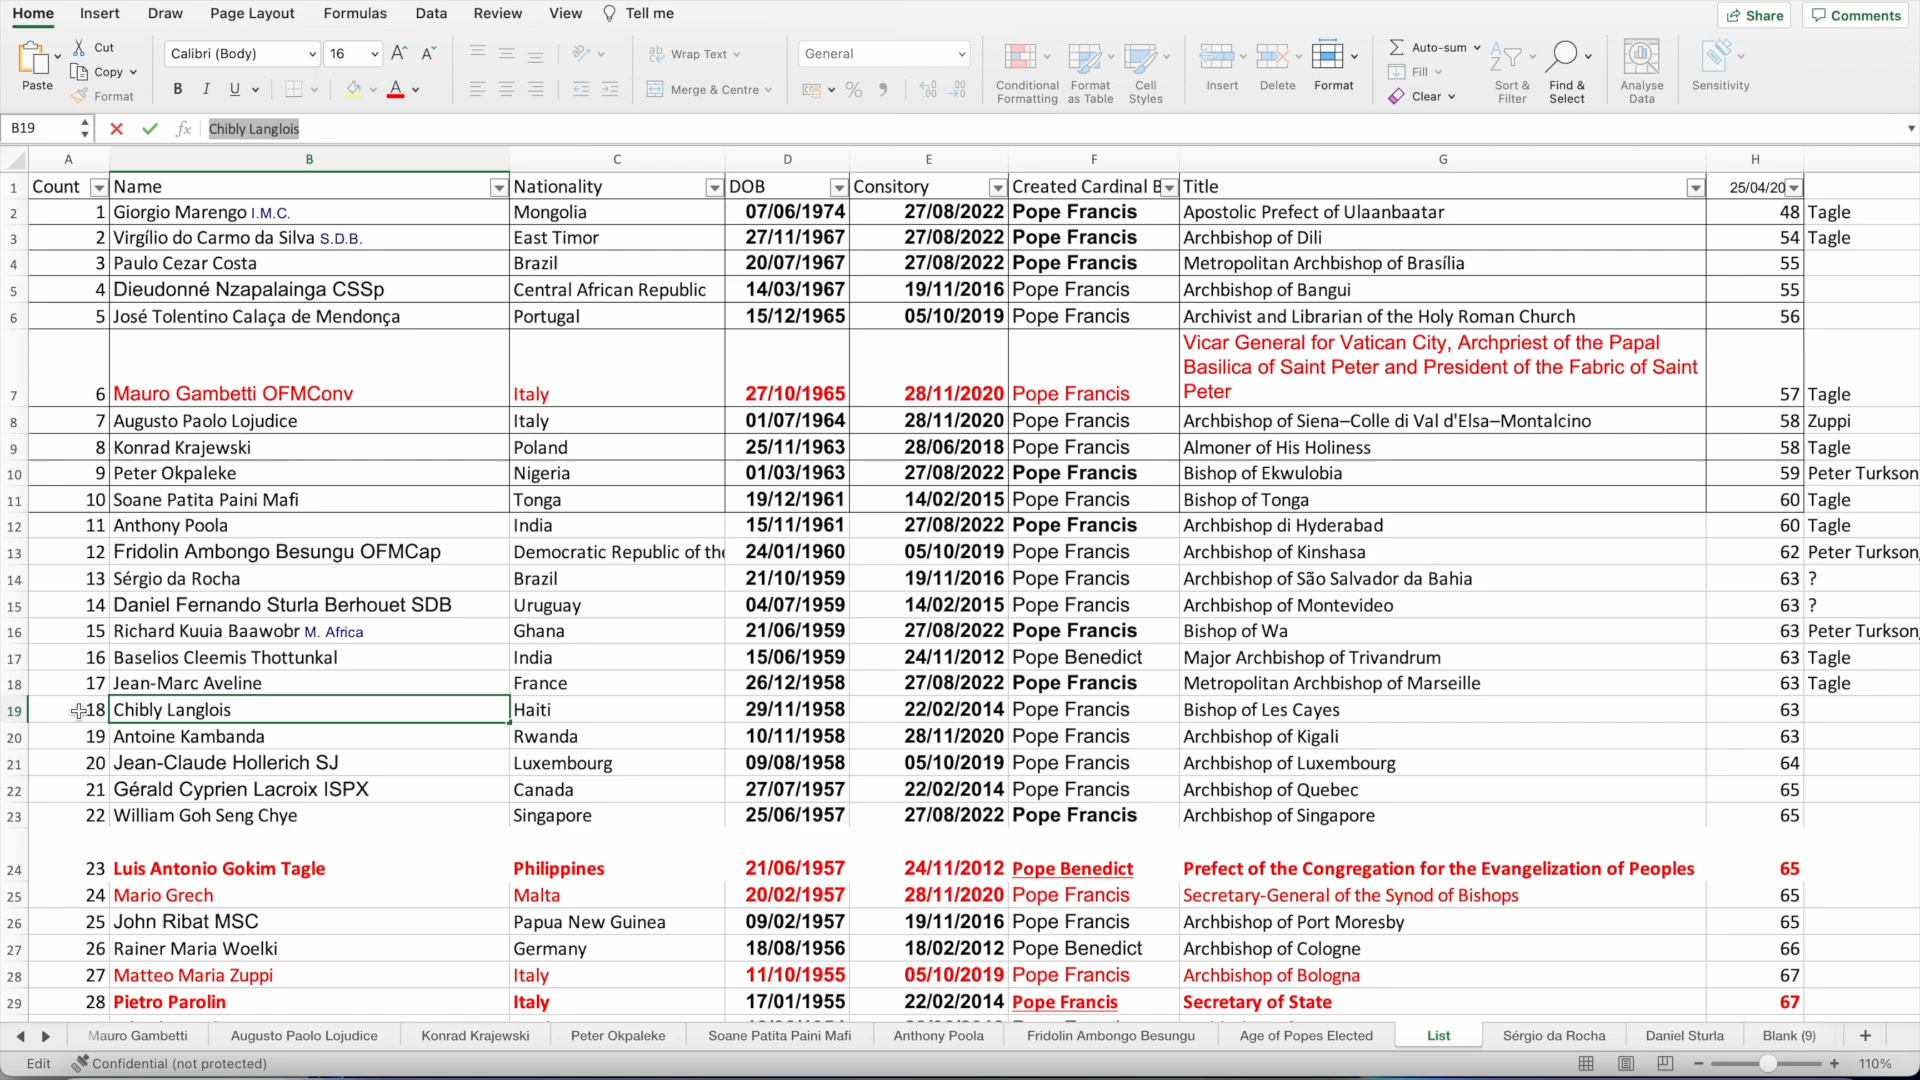 Home Insert Draw Page Layout Formulas Data Review View Tell me Share Comments
Cut Calibri (Body) 16 Wrap Text General Auto-sum
Paste Copy Fill
Format B I U A Merge & Centre Conditional Formatting Format as Table Cell Styles Insert Delete Format Clear Sort & Filter Find & Select Analyse Data Sensitivity
B19 fx Chibly Langlois
A B C D E F G H
1 Count Name Nationality DOB Consitory Created Cardinal B Title 25/04/20
2 1 Giorgio Marengo I.M.C. Mongolia 07/06/1974 27/08/2022 Pope Francis Apostolic Prefect of Ulaanbaatar 48 Tagle
3 2 Virgílio do Carmo da Silva S.D.B. East Timor 27/11/1967 27/08/2022 Pope Francis Archbishop of Dili 54 Tagle
4 3 Paulo Cezar Costa Brazil 20/07/1967 27/08/2022 Pope Francis Metropolitan Archbishop of Brasília 55
5 4 Dieudonné Nzapalainga CSSp Central African Republic 14/03/1967 19/11/2016 Pope Francis Archbishop of Bangui 55
6 5 José Tolentino Calaça de Mendonça Portugal 15/12/1965 05/10/2019 Pope Francis Archivist and Librarian of the Holy Roman Church 56
Vicar General for Vatican City, Archpriest of the Papal
Basilica of Saint Peter and President of the Fabric of Saint
7 6 Mauro Gambetti OFMConv Italy 27/10/1965 28/11/2020 Pope Francis Peter 57 Tagle
8 7 Augusto Paolo Lojudice Italy 01/07/1964 28/11/2020 Pope Francis Archbishop of Siena–Colle di Val d'Elsa–Montalcino 58 Zuppi
9 8 Konrad Krajewski Poland 25/11/1963 28/06/2018 Pope Francis Almoner of His Holiness 58 Tagle
10 9 Peter Okpaleke Nigeria 01/03/1963 27/08/2022 Pope Francis Bishop of Ekwulobia 59 Peter Turkson
11 10 Soane Patita Paini Mafi Tonga 19/12/1961 14/02/2015 Pope Francis Bishop of Tonga 60 Tagle
12 11 Anthony Poola India 15/11/1961 27/08/2022 Pope Francis Archbishop di Hyderabad 60 Tagle
13 12 Fridolin Ambongo Besungu OFMCap Democratic Republic of the 24/01/1960 05/10/2019 Pope Francis Archbishop of Kinshasa 62 Peter Turkson,
14 13 Sérgio da Rocha Brazil 21/10/1959 19/11/2016 Pope Francis Archbishop of São Salvador da Bahia 63 ?
15 14 Daniel Fernando Sturla Berhouet SDB Uruguay 04/07/1959 14/02/2015 Pope Francis Archbishop of Montevideo 63 ?
16 15 Richard Kuuia Baawobr M. Africa Ghana 21/06/1959 27/08/2022 Pope Francis Bishop of Wa 63 Peter Turkson,
17 16 Baselios Cleemis Thottunkal India 15/06/1959 24/11/2012 Pope Benedict Major Archbishop of Trivandrum 63 Tagle
18 17 Jean-Marc Aveline France 26/12/1958 27/08/2022 Pope Francis Metropolitan Archbishop of Marseille 63 Tagle
19 18 Chibly Langlois Haiti 29/11/1958 22/02/2014 Pope Francis Bishop of Les Cayes 63
20 19 Antoine Kambanda Rwanda 10/11/1958 28/11/2020 Pope Francis Archbishop of Kigali 63
21 20 Jean-Claude Hollerich SJ Luxembourg 09/08/1958 05/10/2019 Pope Francis Archbishop of Luxembourg 64
22 21 Gérald Cyprien Lacroix ISPX Canada 27/07/1957 22/02/2014 Pope Francis Archbishop of Quebec 65
23 22 William Goh Seng Chye Singapore 25/06/1957 27/08/2022 Pope Francis Archbishop of Singapore 65
24 23 Luis Antonio Gokim Tagle Philippines 21/06/1957 24/11/2012 Pope Benedict Prefect of the Congregation for the Evangelization of Peoples 65
25 24 Mario Grech Malta 20/02/1957 28/11/2020 Pope Francis Secretary-General of the Synod of Bishops 65
26 25 John Ribat MSC Papua New Guinea 09/02/1957 19/11/2016 Pope Francis Archbishop of Port Moresby 65
27 26 Rainer Maria Woelki Germany 18/08/1956 18/02/2012 Pope Benedict Archbishop of Cologne 66
28 27 Matteo Maria Zuppi Italy 11/10/1955 05/10/2019 Pope Francis Archbishop of Bologna 67
29 28 Pietro Parolin Italy 17/01/1955 22/02/2014 Pope Francis Secretary of State 67
Mauro Gambetti Augusto Paolo Lojudice Konrad Krajewski Peter Okpaleke Soane Patita Paini Mafi Anthony Poola Fridolin Ambongo Besungu Age of Popes Elected List Sérgio da Rocha Daniel Sturla Blank (9) +
Edit Confidential (not protected) 110%